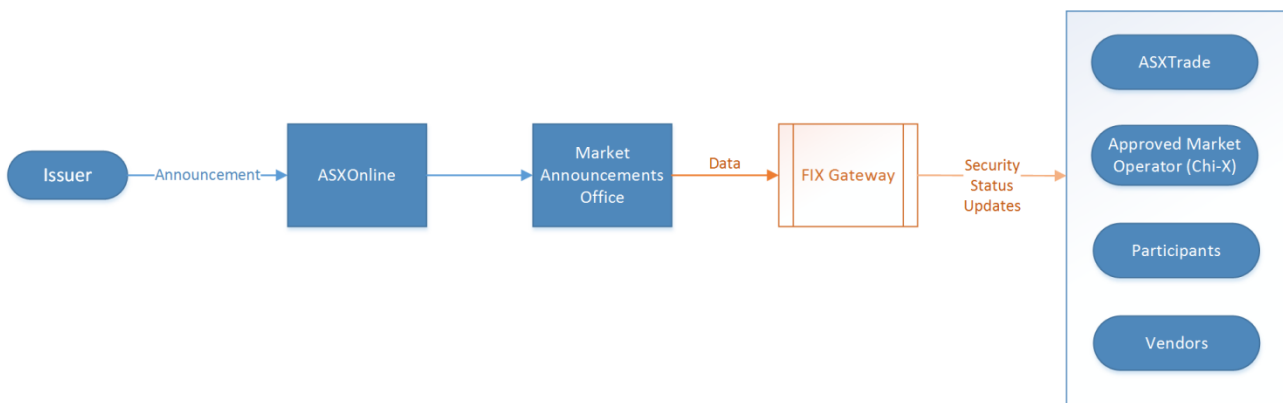 Issuer
Announcement
ASXOnline
Market
Announcements
Office
Data
FIX Gateway
Security
Status
Updates
ASXTrade
Approved Market
Operator (Chi-X)
Participants
Vendors